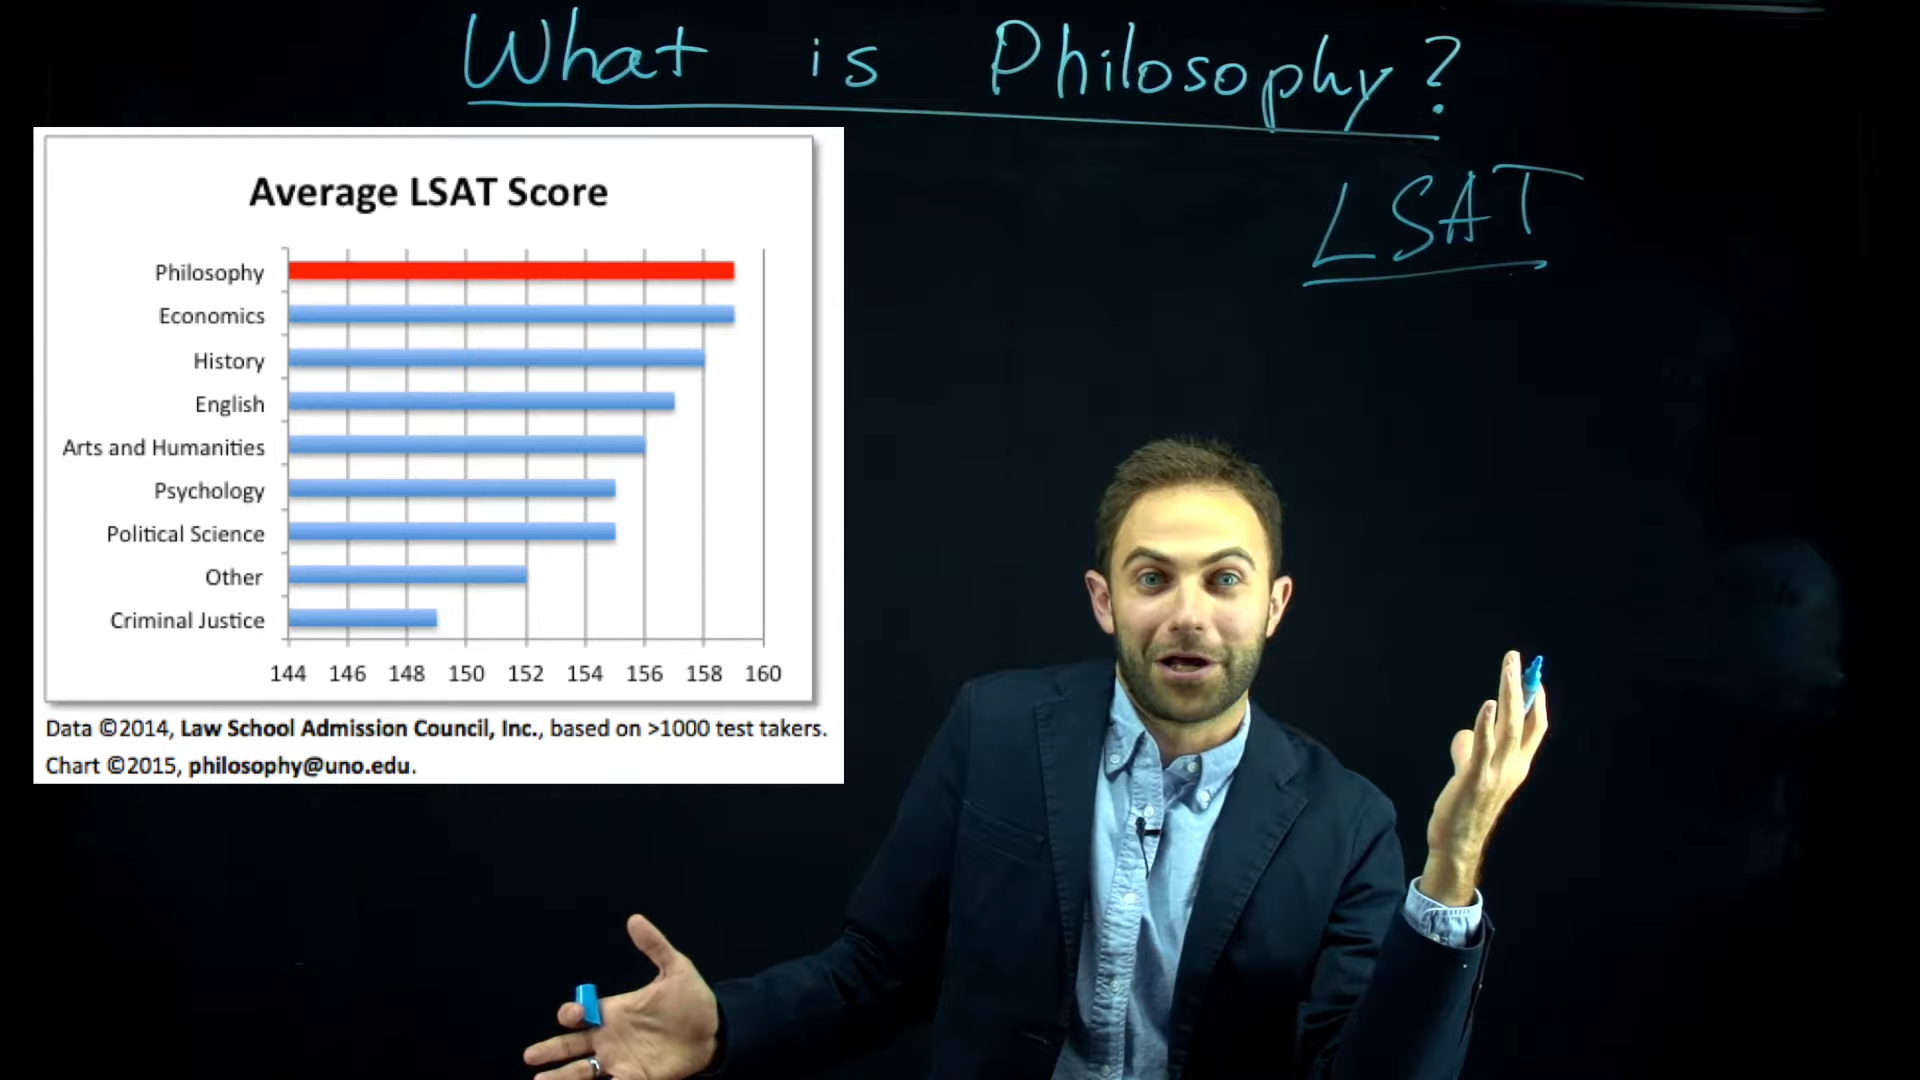 What is Philosophy?
LSAT
Average LSAT Score
Philosophy
Economics
History
English
Arts and Humanities
Psychology
Political Science
Other
Criminal Justice
144 146 148 150 152 154 156 158 160
Data ©2014, Law School Admission Council, Inc., based on >1000 test takers.
Chart ©2015, philosophy@uno.edu.